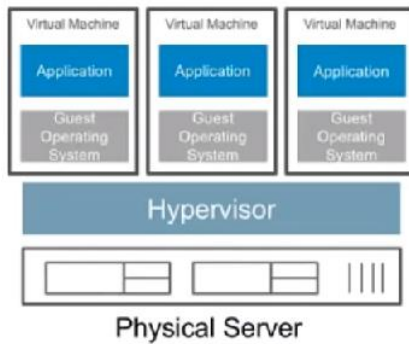 Virtual Machine Virtual Machine Virtual Machine
Application Application Application
Guest Guest Guest
Operating Operating Operating
System System System
Hypervisor
Physical Server